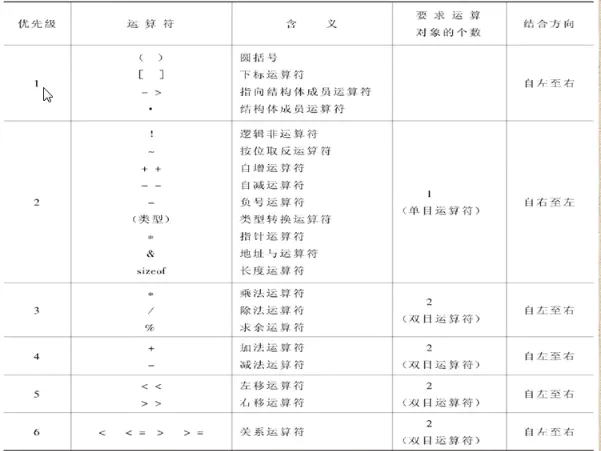 优先级 运算符 含义 要求运算对象的个数 结合方向
1 自左至右
( ) 圆括号
[ ] 下标运算符
-> 指向结构体成员运算符
• 结构体成员运算符
2 1 (单目运算符) 自右至左
! 逻辑非运算符
~ 按位取反运算符
++ 自增运算符
-- 自减运算符
- 负号运算符
(类型) 类型转换运算符
* 指针运算符
& 地址与运算符
sizeof 长度运算符
3 2 (双目运算符) 自左至右
* 乘法运算符
/ 除法运算符
% 求余运算符
4 2 (双目运算符) 自左至右
+ 加法运算符
- 减法运算符
5 2 (双目运算符) 自左至右
<< 左移运算符
>> 右移运算符
6 < <= > >= 关系运算符 2 (双目运算符) 自左至右